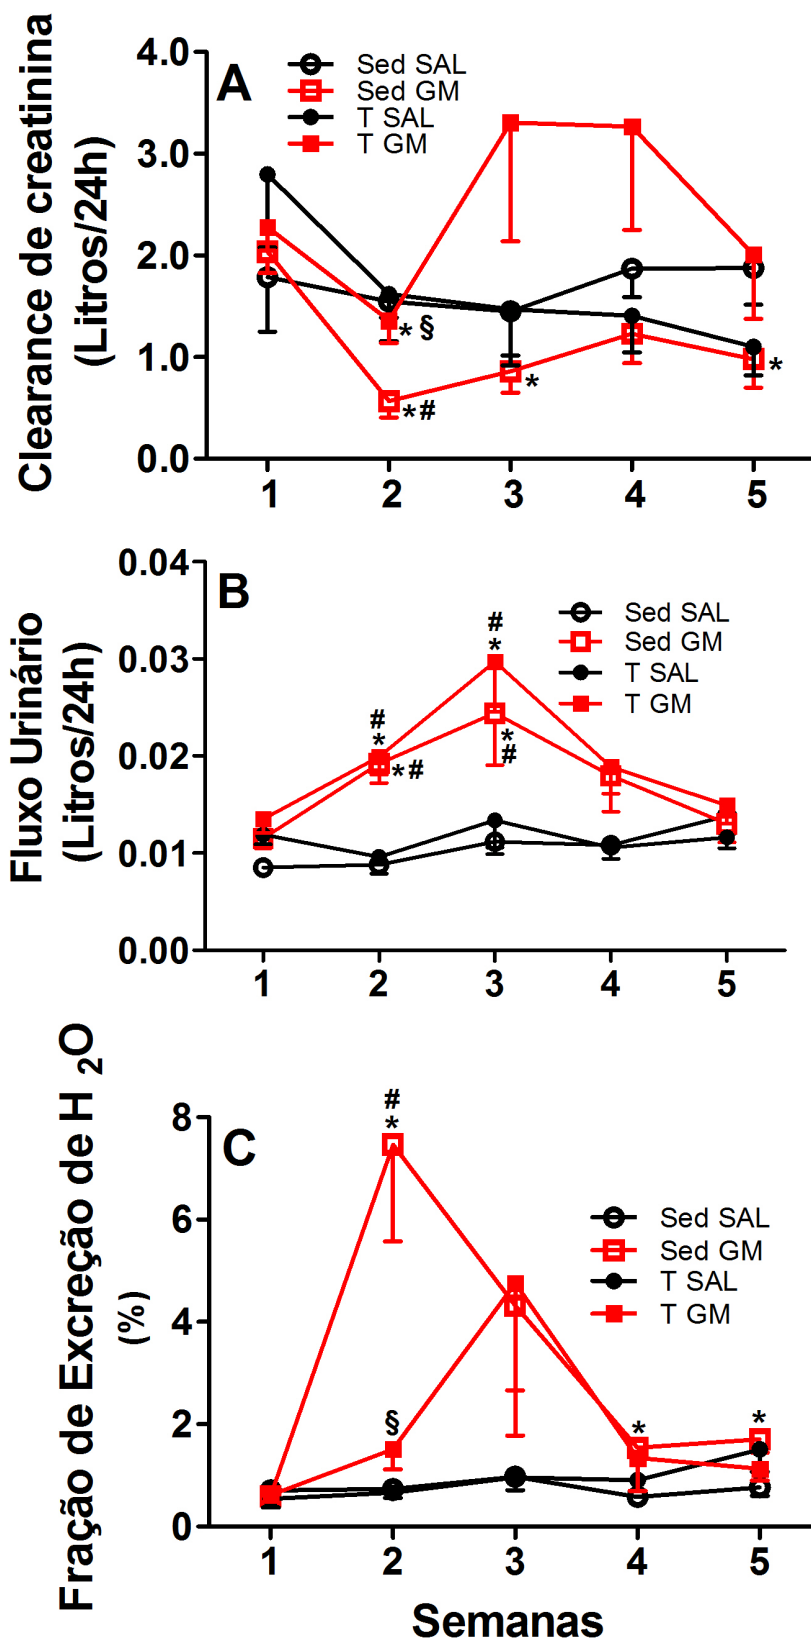 Clearance de creatinina
(Litros/24h)
A
Sed SAL
Sed GM
T SAL
T GM
4.0
3.0
2.0
1.0
0.0
* §
*#
*
*
1 2 3 4 5
Fluxo Urinário
(Litros/24h)
B
Sed SAL
Sed GM
T SAL
T GM
0.04
0.03
0.02
0.01
0.00
#
*
#
*
*#
*
#
1 2 3 4 5
Fração de Excreção de H2O
(%)
C
Sed SAL
Sed GM
T SAL
T GM
8
6
4
2
0
#
*
§
*
*
1 2 3 4 5
Semanas